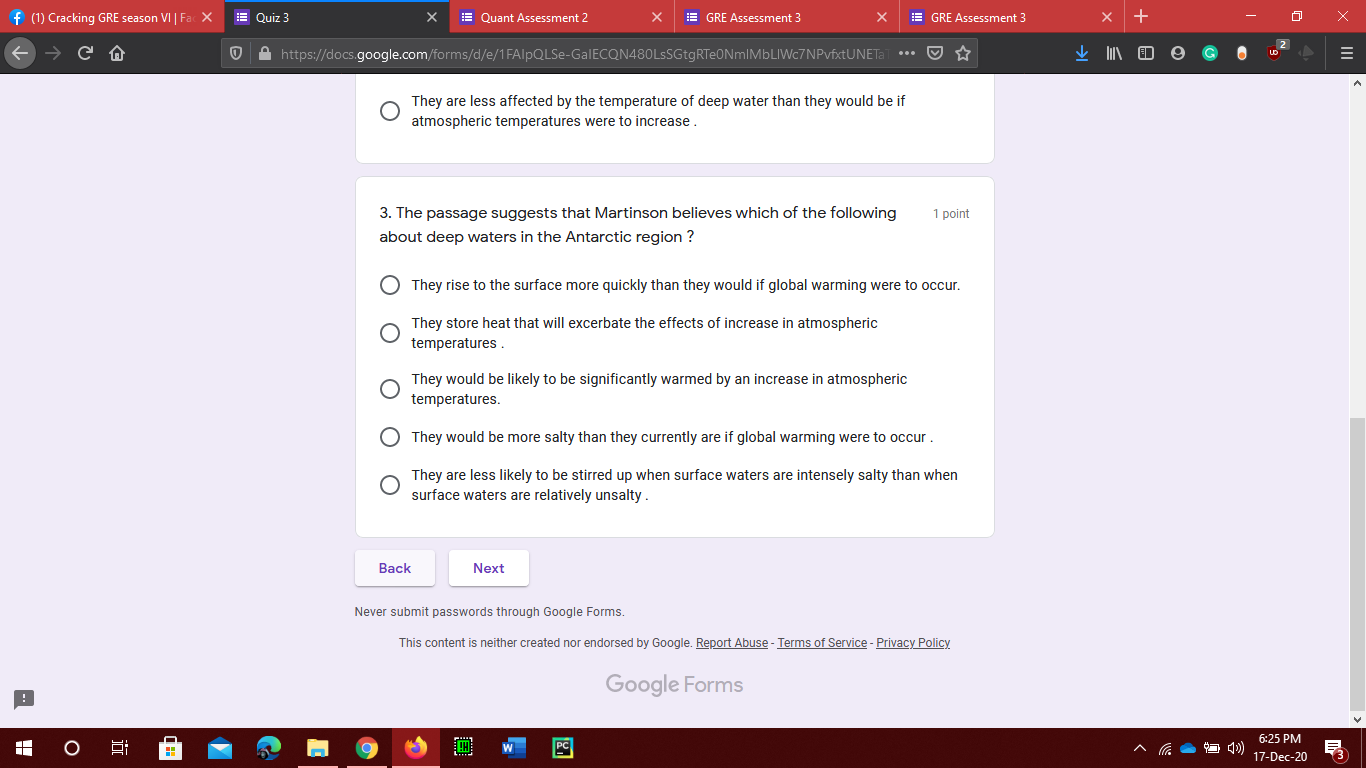 (1) Cracking GRE season VI | Fac
Quiz 3
Quant Assessment 2
GRE Assessment 3
GRE Assessment 3
https://docs.google.com/forms/d/e/
2
They are less affected by the temperature of deep water than they would be if
atmospheric temperatures were to increase .
3. The passage suggests that Martinson believes which of the following
about deep waters in the Antarctic region ?
1 point
They rise to the surface more quickly than they would if global warming were to occur.
They store heat that will excerbate the effects of increase in atmospheric
temperatures .
They would be likely to be significantly warmed by an increase in atmospheric
temperatures.
They would be more salty than they currently are if global warming were to occur .
They are less likely to be stirred up when surface waters are intensely salty than when
surface waters are relatively unsalty .
Back
Next
Never submit passwords through Google Forms.
This content is neither created nor endorsed by Google. Report Abuse - Terms of Service - Privacy Policy
Google Forms
6:25 PM
17-Dec-20
3